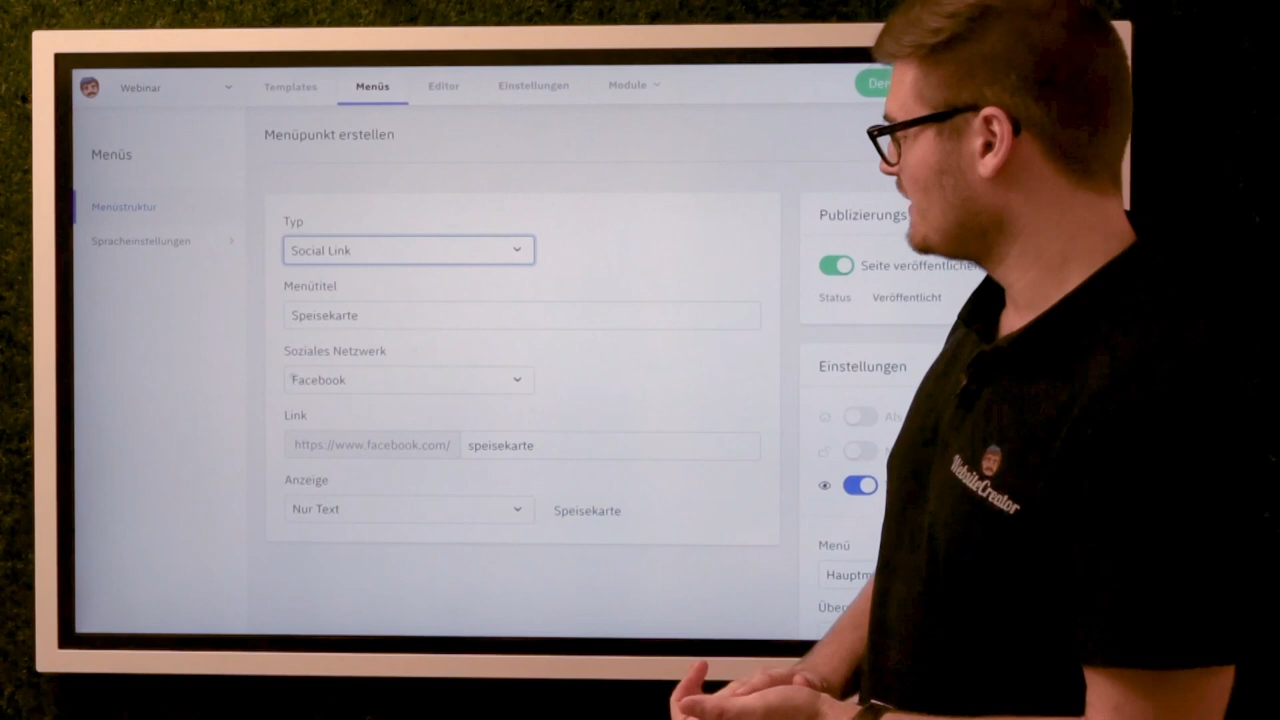 Webinar
Templates
Menüs
Editor
Einstellungen
Module
Menüs
Menüstruktur
Spracheinstellungen
Menüpunkt erstellen
Typ
Social Link
Menütitel
Speisekarte
Soziales Netzwerk
Facebook
Link
https://www.facebook.com/ speisekarte
Anzeige
Nur Text
Speisekarte
Publizierungs
Seite veröffentlichen
Status Veröffentlicht
Einstellungen
Menü
WebsiteCreator